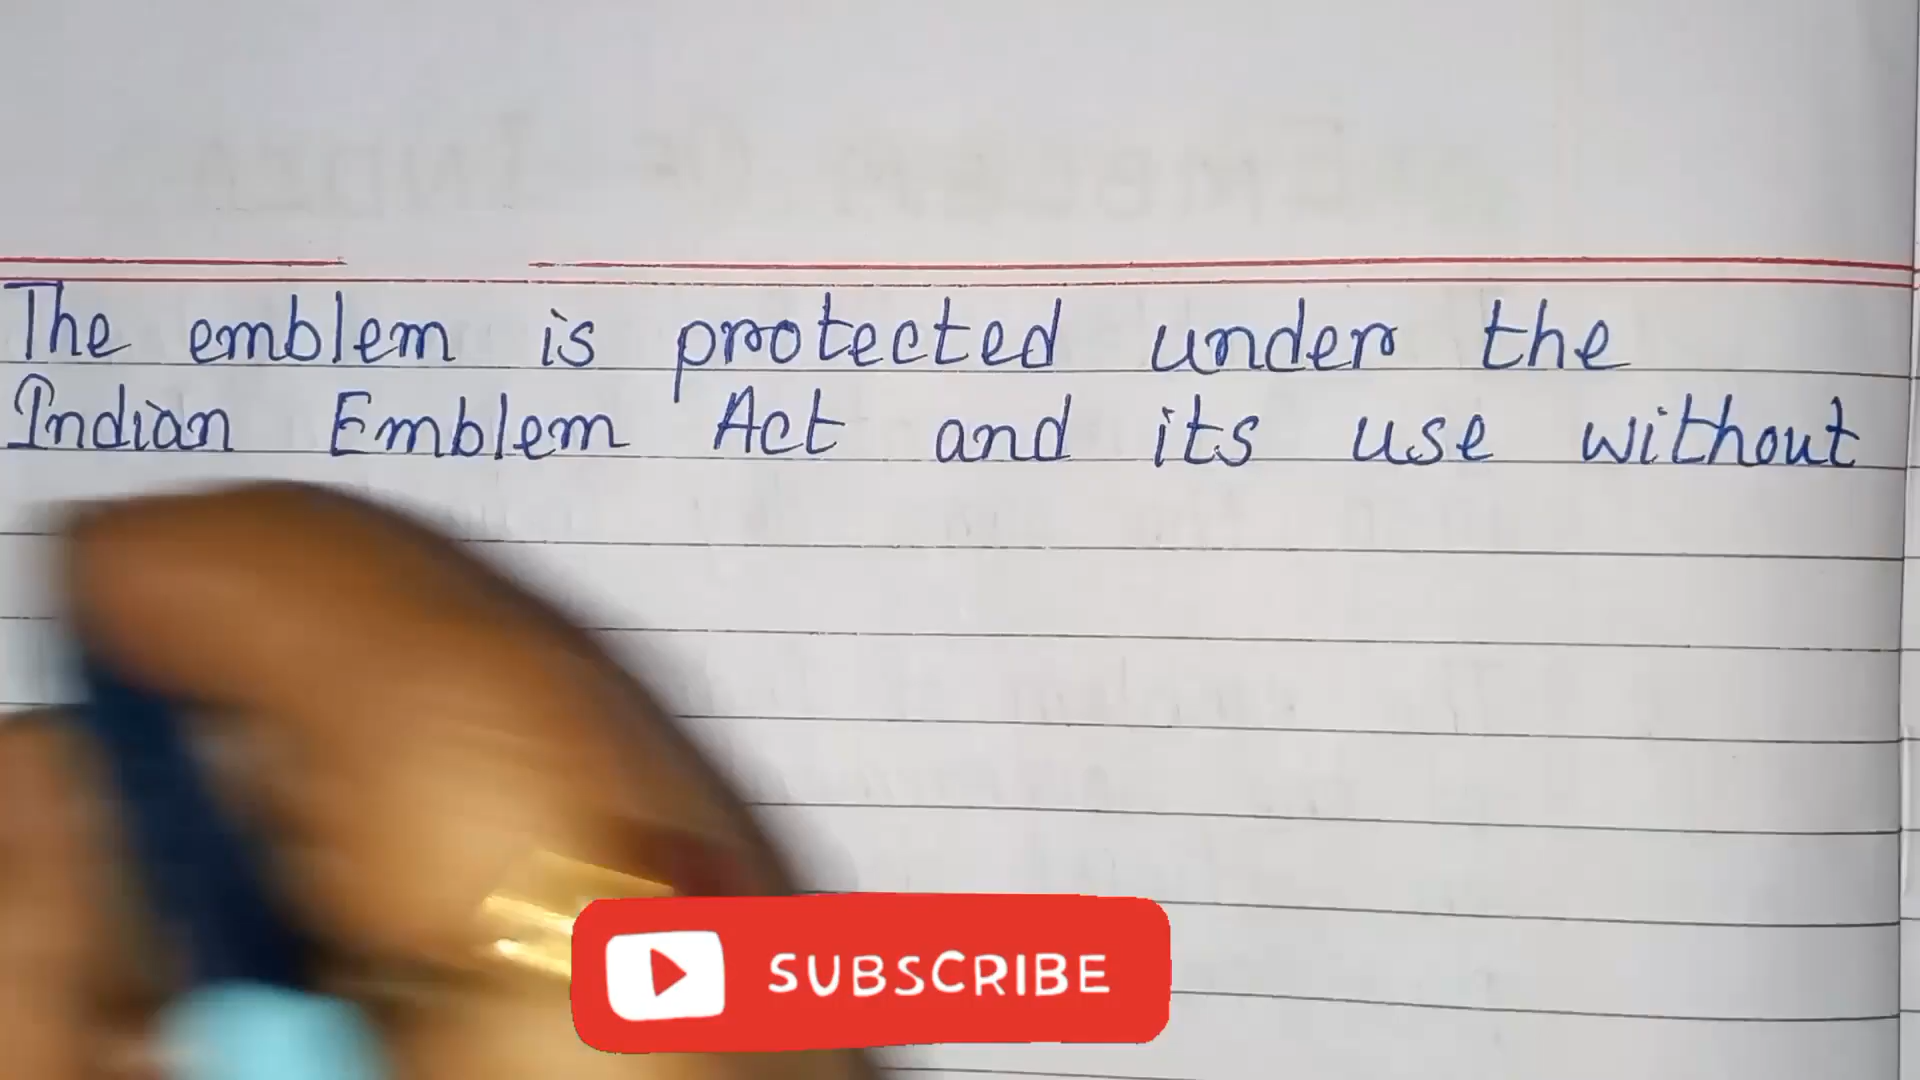 The emblem is protected under the
Indian Emblem Act and its use without
SUBSCRIBE